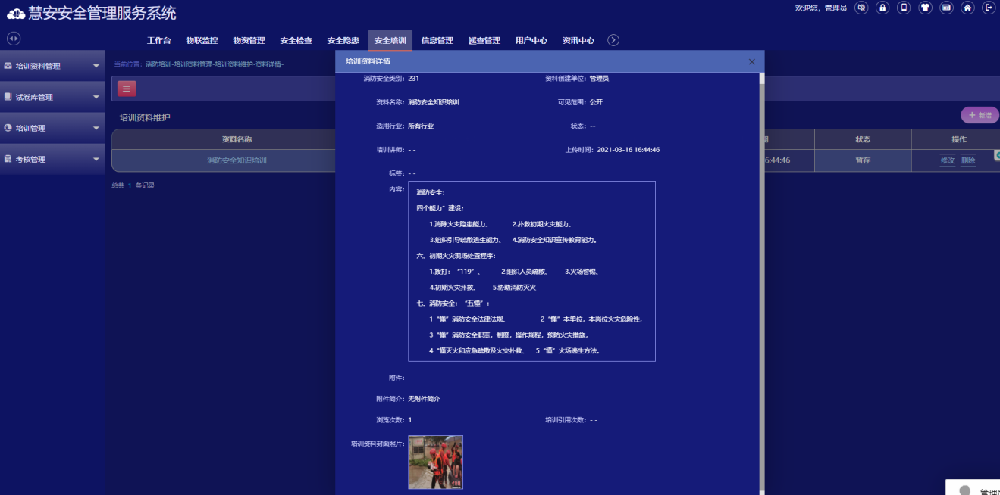 慧安安全管理服务系统
欢迎您，管理员
工作台 物联监控 物资管理 安全检查 安全隐患 安全培训 信息管理 巡查管理 用户中心 资讯中心
培训资料管理
试卷库管理
培训管理
考核管理
当前位置：消防培训-培训资料管理-培训资料维护-资料详情-
培训资料维护
新增
资料名称 状态 操作
消防安全知识培训 6:44:46 暂存 修改 删除
总共 1 条记录
培训资料详情
消防安全类别：231 资料创建单位：管理员
资料名称：消防安全知识培训 可见范围：公开
适用行业：所有行业 状态：--
培训讲师：-- 上传时间：2021-03-16 16:44:46
标签：--
内容：
消防安全：
四个能力”建设：
1.消除火灾隐患能力、 2.扑救初期火灾能力、
3.组织引导疏散逃生能力、 4.消防安全知识宣传教育能力。
六、初期火灾现场处置程序：
1.拨打：“119”、 2.组织人员疏散、 3.火场警惕、
4.初期火灾扑救、 5.协助消防灭火
七、消防安全：“五懂”：
1“懂”消防安全法律法规、 2“懂”本单位，本岗位火灾危险性，
3“懂”消防安全职责，制度，操作规程，预防火灾措施，
4“懂灭火和应急疏散及火灾扑救、 5“懂”火场逃生方法。
附件：--
附件简介：无附件简介
浏览次数：1 培训引用次数：--
培训资料封面照片：